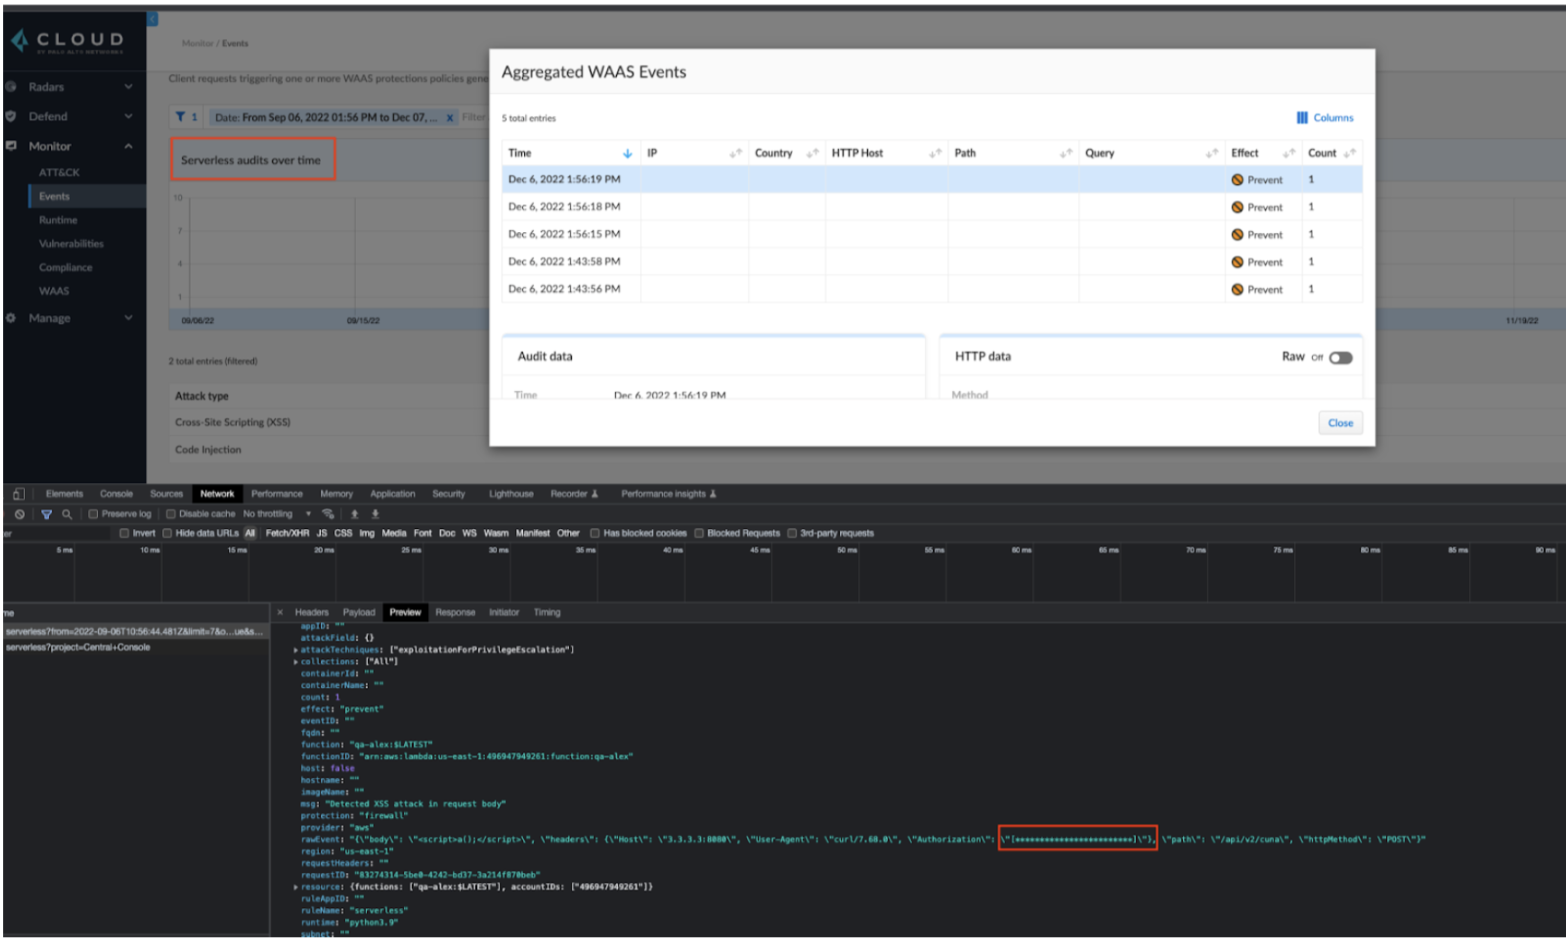 CLOUD
BY PALO ALTO NETWORKS
Radars
Defend
Monitor
ATT&CK
Events
Runtime
Vulnerabilities
Compliance
WAAS
Manage
Monitor / Events
Client requests triggering one or more WAAS protections policies gene
1 Date: From Sep 06, 2022 01:56 PM to Dec 07, ... x Filter
Serverless audits over time
10
7
4
1
09/06/22 09/15/22 11/19/22
2 total entries (filtered)
Attack type
Cross-Site Scripting (XSS)
Code Injection
Aggregated WAAS Events
5 total entries
Columns
Time IP Country HTTP Host Path Query Effect Count
Dec 6, 2022 1:56:19 PM Prevent 1
Dec 6, 2022 1:56:18 PM Prevent 1
Dec 6, 2022 1:56:15 PM Prevent 1
Dec 6, 2022 1:43:58 PM Prevent 1
Dec 6, 2022 1:43:56 PM Prevent 1
Audit data
Time Dec 6, 2022 1:56:19 PM
HTTP data Raw Off
Method
Close
Elements Console Sources Network Performance Memory Application Security Lighthouse Recorder Performance insights
Preserve log Disable cache No throttling
er Invert Hide data URLs All Fetch/XHR JS CSS Img Media Font Doc WS Wasm Manifest Other Has blocked cookies Blocked Requests 3rd-party requests
5 ms 10 ms 15 ms 20 ms 25 ms 30 ms 35 ms 40 ms 45 ms 50 ms 55 ms 60 ms 65 ms 70 ms 75 ms 80 ms 85 ms 90 ms
me
serverless?from=2022-09-06T10:56:44.481Z&limit=7&o...ue&s...
serverless?project=Central+Console
× Headers Payload Preview Response Initiator Timing
appID: ""
attackField: {}
attackTechniques: ["exploitationForPrivilegeEscalation"]
collections: ["All"]
containerId: ""
containerName: ""
count: 1
effect: "prevent"
eventID: ""
fqdn: ""
function: "qa-alex:$LATEST"
functionID: "arn:aws:lambda:us-east-1:496947949261:function:qa-alex"
host: false
hostname: ""
imageName: ""
msg: "Detected XSS attack in request body"
protection: "firewall"
provider: "aws"
rawEvent: "{\"body\": \"<script>a();</script>\", \"headers\": {\"Host\": \"3.3.3.3:8080\", \"User-Agent\": \"curl/7.68.0\", \"Authorization\": \"[************************]\"}, \"path\": \"/api/v2/cuna\", \"httpMethod\": \"POST\"}"
region: "us-east-1"
requestHeaders: ""
requestID: "83274314-5be0-4242-bd37-3a214f870beb"
resource: {functions: ["qa-alex:$LATEST"], accountIDs: ["496947949261"]}
ruleAppID: ""
ruleName: "serverless"
runtime: "python3.9"
subnet: ""